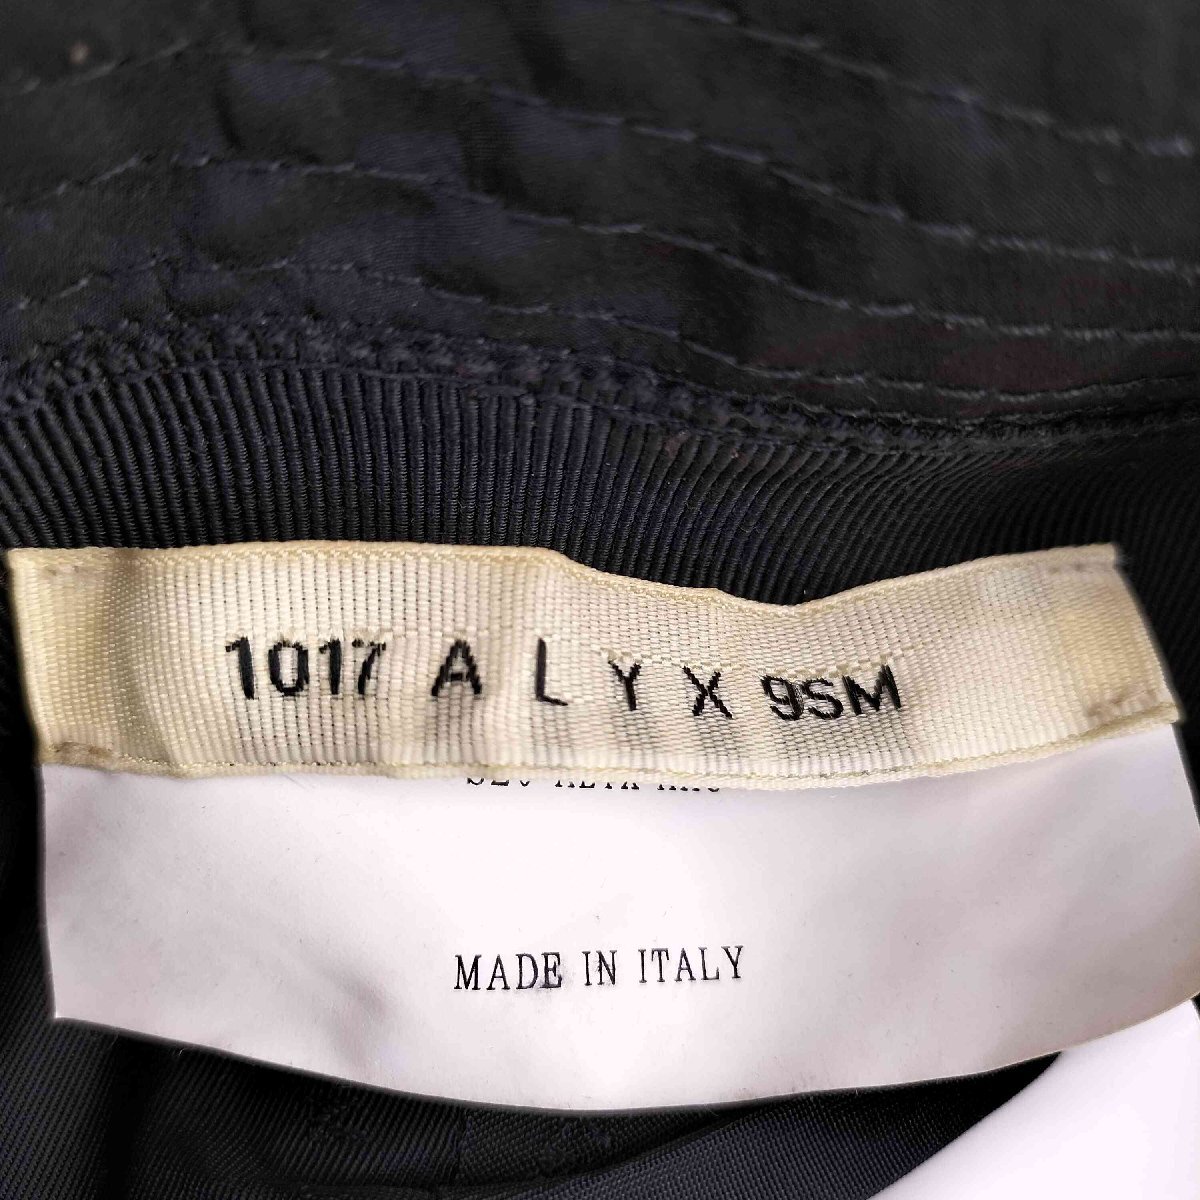 1017 A L Y X 9SM
MADE IN ITALY